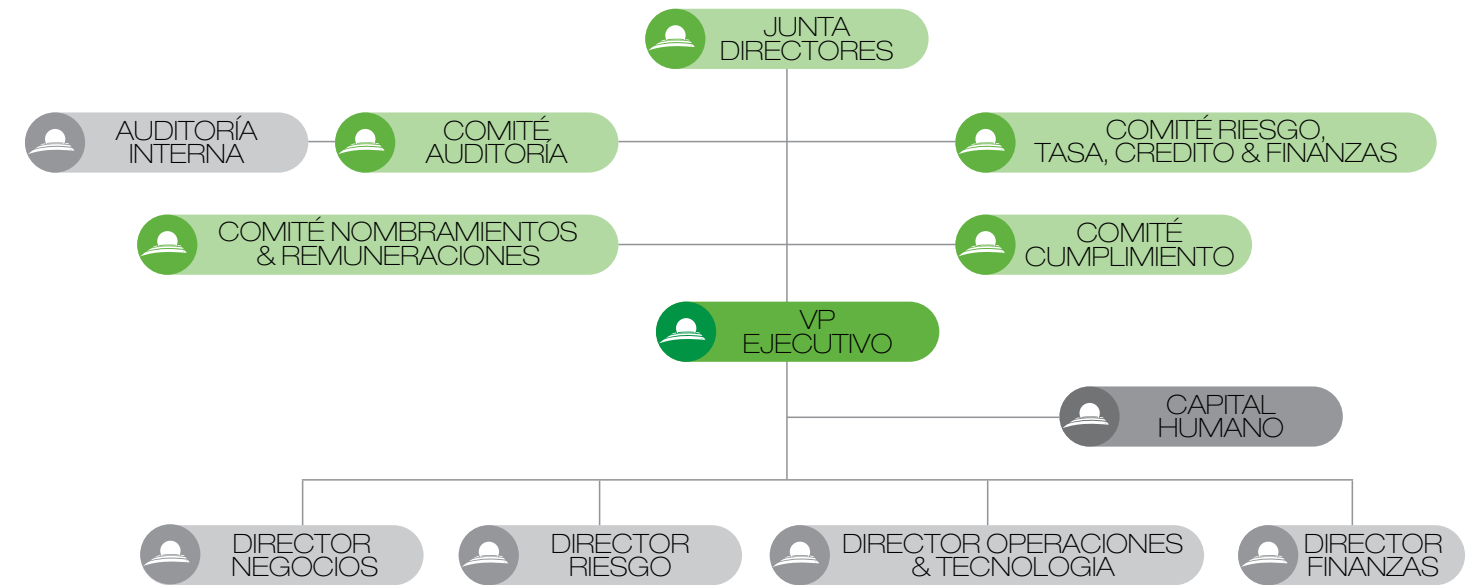 JUNTA
DIRECTORES
AUDITORÍA
INTERNA
COMITÉ
AUDITORÍA
COMITÉ RIESGO,
TASA, CREDITO & FINANZAS
COMITÉ NOMBRAMIENTOS
& REMUNERACIONES
COMITÉ
CUMPLIMIENTO
VP
EJECUTIVO
CAPITAL
HUMANO
DIRECTOR
NEGOCIOS
DIRECTOR
RIESGO
DIRECTOR OPERACIONES
& TECNOLOGIA
DIRECTOR
FINANZAS